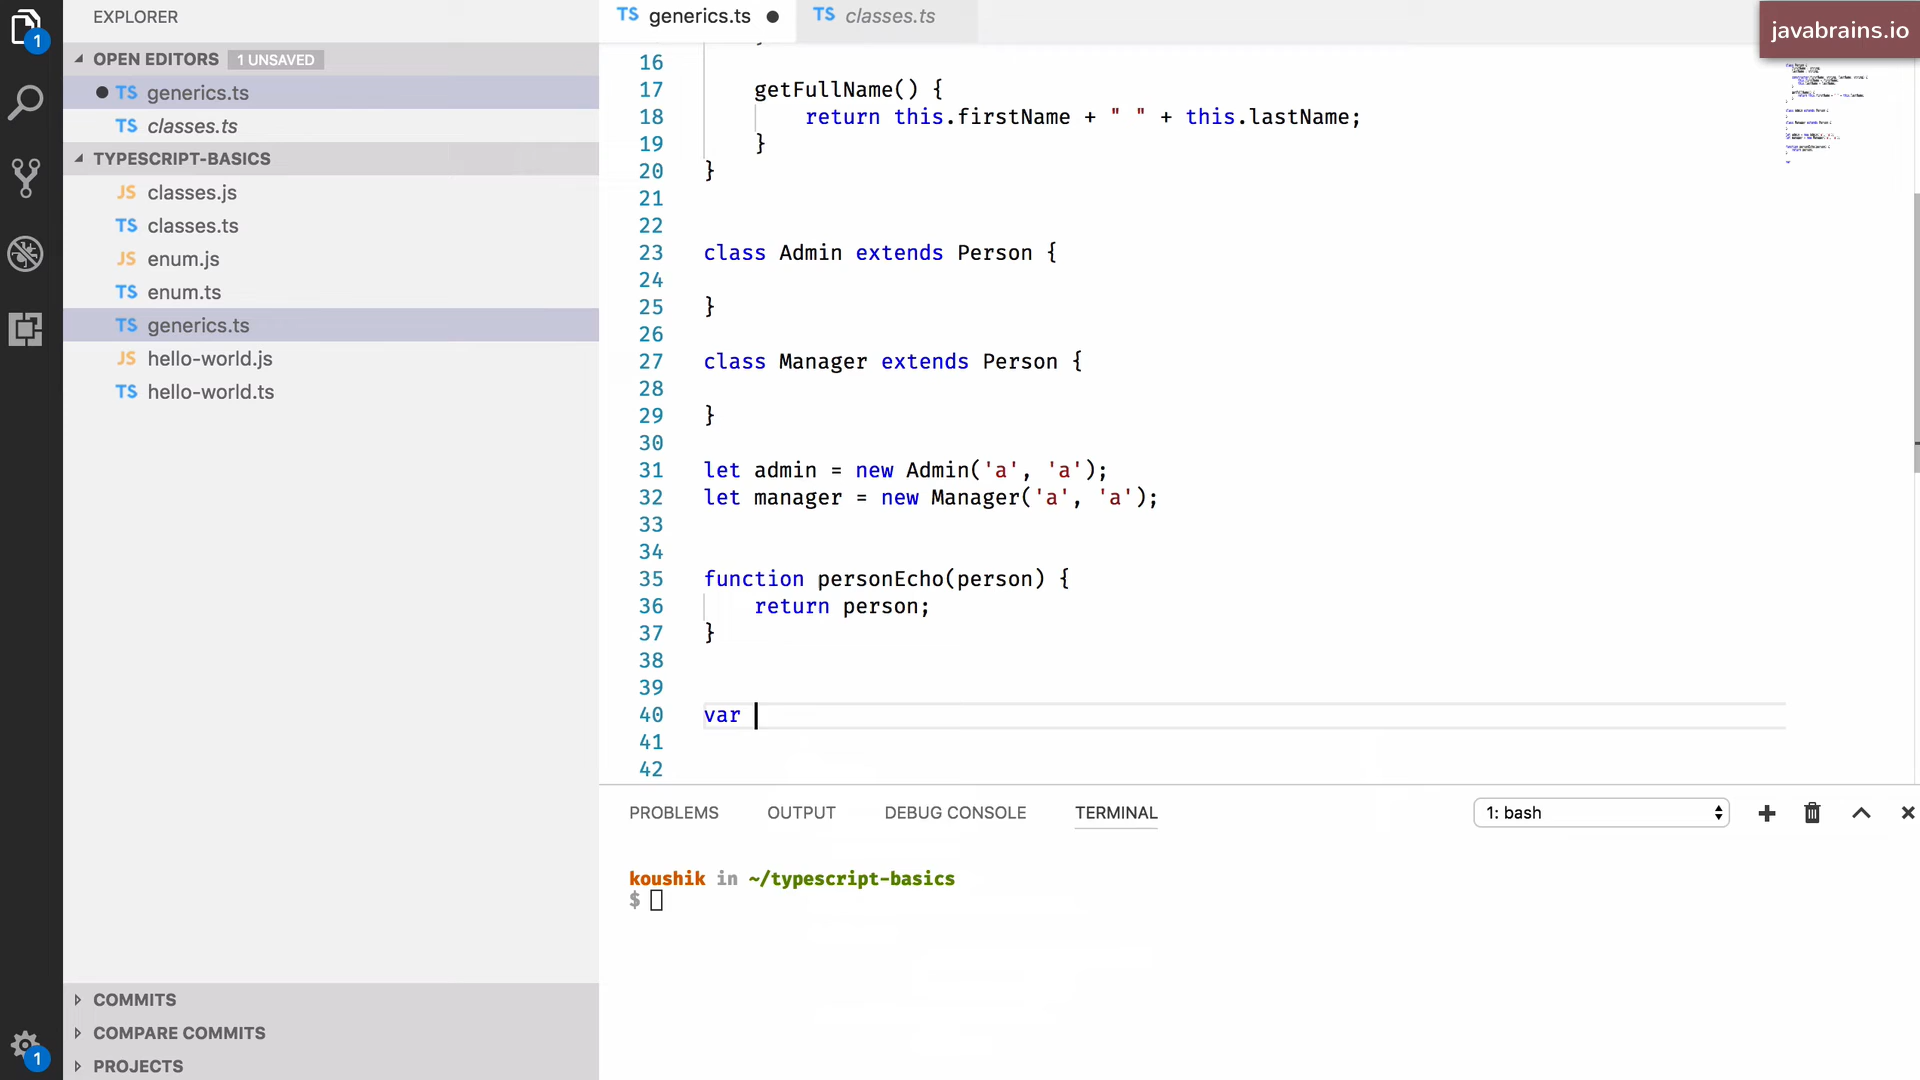 EXPLORER
OPEN EDITORS 1 UNSAVED
TS generics.ts
TS classes.ts
TYPESCRIPT-BASICS
JS classes.js
TS classes.ts
JS enum.js
TS enum.ts
TS generics.ts
JS hello-world.js
TS hello-world.ts
COMMITS
COMPARE COMMITS
PROJECTS
1
1
TS generics.ts
TS classes.ts
javabrains.io
16
17 getFullName() {
18 return this.firstName + " " + this.lastName;
19 }
20 }
21
22
23 class Admin extends Person {
24
25 }
26
27 class Manager extends Person {
28
29 }
30
31 let admin = new Admin('a', 'a');
32 let manager = new Manager('a', 'a');
33
34
35 function personEcho(person) {
36 return person;
37 }
38
39
40 var
41
42
PROBLEMS OUTPUT DEBUG CONSOLE TERMINAL 1: bash
koushik in ~/typescript-basics
$